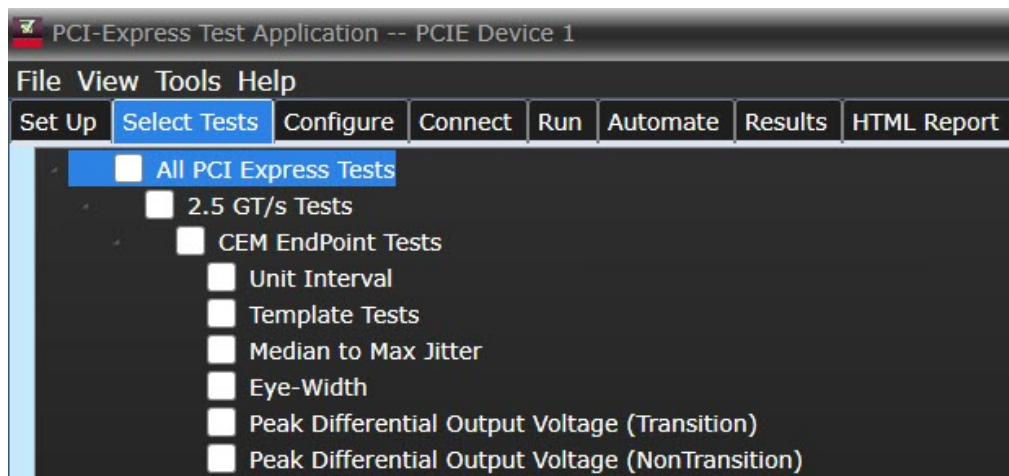 PCI-Express Test Application -- PCIE Device 1
File View Tools Help
Set Up Select Tests Configure Connect Run Automate Results HTML Report
All PCI Express Tests
2.5 GT/s Tests
CEM EndPoint Tests
Unit Interval
Template Tests
Median to Max Jitter
Eye-Width
Peak Differential Output Voltage (Transition)
Peak Differential Output Voltage (NonTransition)